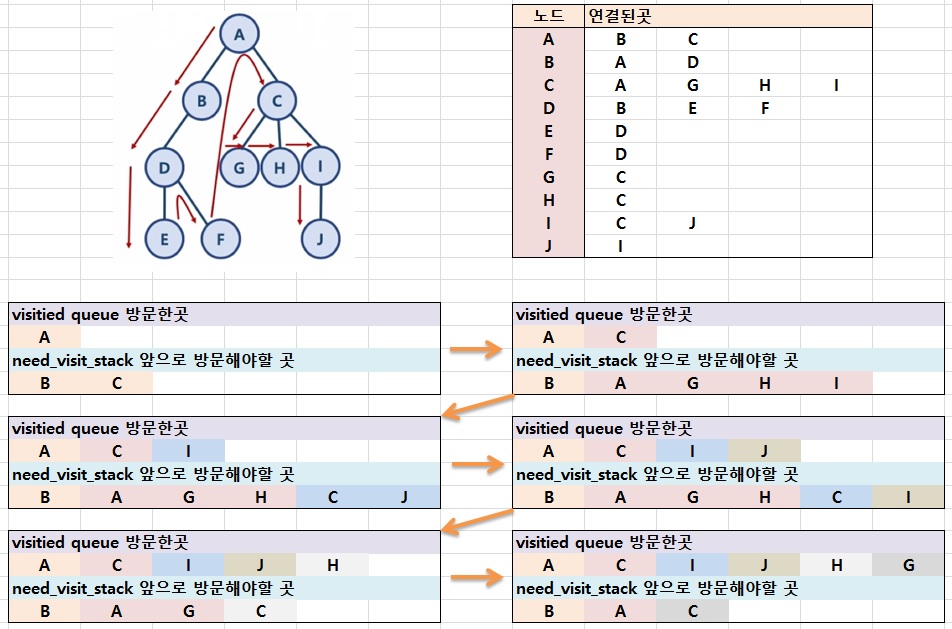 A
B
C
D
G
H
I
E
F
J
노드 연결된곳
A B C
B A D
C A G H I
D B E F
E D
F D
G C
H C
I C J
J I
visitied queue 방문한곳
A
need_visit_stack 앞으로 방문해야할 곳
B C
visitied queue 방문한곳
A C
need_visit_stack 앞으로 방문해야할 곳
B A G H I
visitied queue 방문한곳
A C I
need_visit_stack 앞으로 방문해야할 곳
B A G H C J
visitied queue 방문한곳
A C I J
need_visit_stack 앞으로 방문해야할 곳
B A G H C I
visitied queue 방문한곳
A C I J H
need_visit_stack 앞으로 방문해야할 곳
B A G C
visitied queue 방문한곳
A C I J H G
need_visit_stack 앞으로 방문해야할 곳
B A C